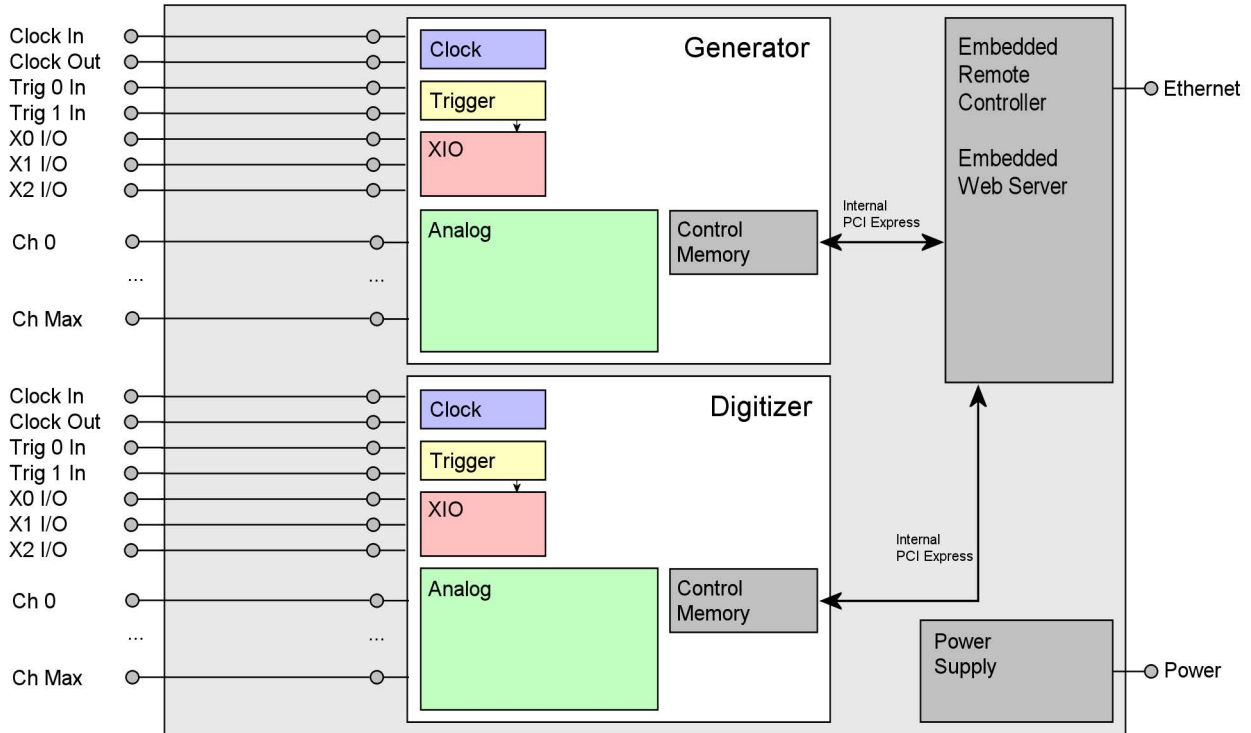 Clock In
Clock Out
Trig 0 In
Trig 1 In
X0 I/O
X1 I/O
X2 I/O
Ch 0
...
...
Ch Max
Generator
Clock
Trigger
XIO
Analog
Control
Memory
Internal
PCI Express
Embedded
Remote
Controller
Embedded
Web Server
Ethernet
Clock In
Clock Out
Trig 0 In
Trig 1 In
X0 I/O
X1 I/O
X2 I/O
Ch 0
...
...
Ch Max
Digitizer
Clock
Trigger
XIO
Analog
Control
Memory
Internal
PCI Express
Power
Supply
Power